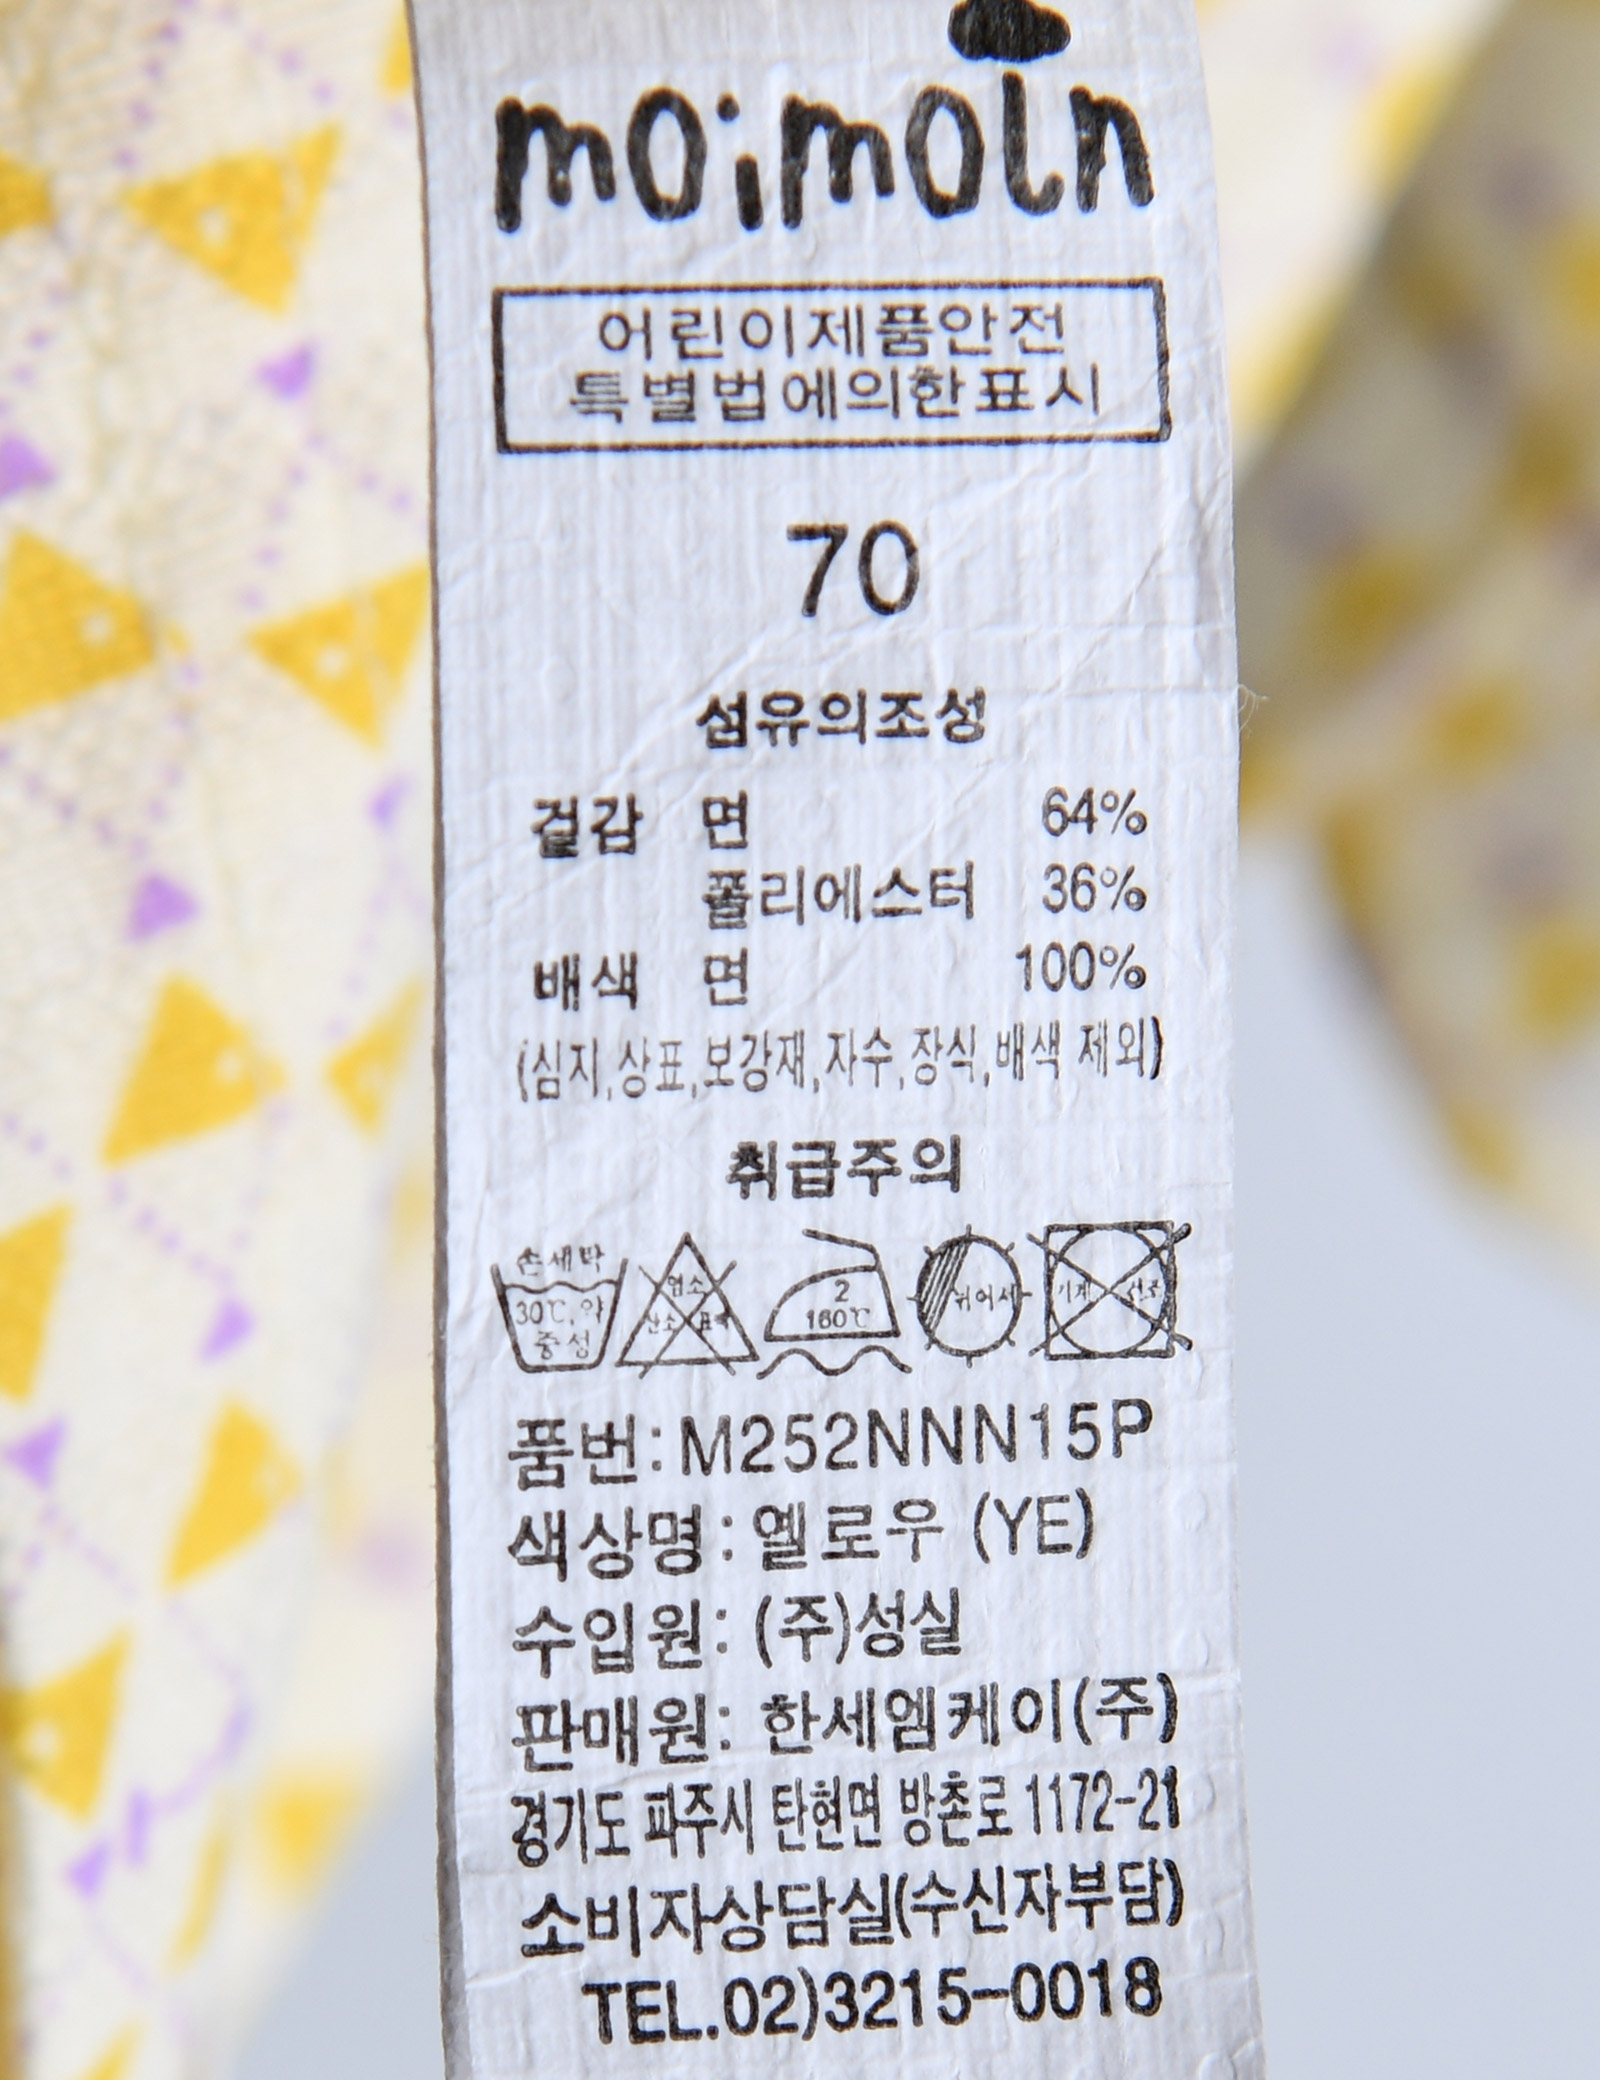 moimoln
어린이제품안전
특별법에의한표시
70
섬유의조성
겉감 면 64%
폴리에스터 36%
배색 면 100%
(심지,상표,보강재,자수,장식,배색 제외)
취급주의
손세탁
30℃,약
중성
염소
산소 표백
2
160℃
뉘어서
기계 건조
품번:M252NNN15P
색상명:옐로우 (YE)
수입원: (주)성실
판매원: 한세엠케이(주)
경기도 파주시 탄현면 방촌로 1172-21
소비자상담실(수신자부담)
TEL.02)3215-0018